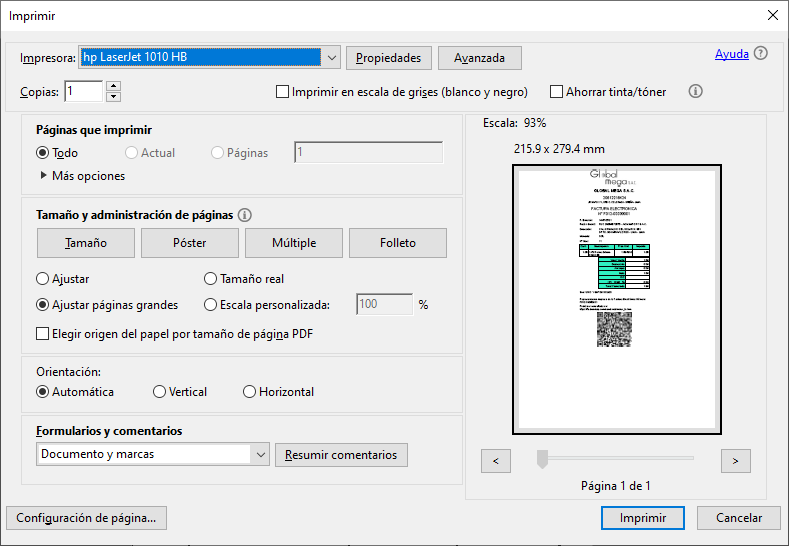 Imprimir
Impresora: hp LaserJet 1010 HB Propiedades Avanzada Ayuda ?
Copias: 1 Imprimir en escala de grises (blanco y negro) Ahorrar tinta/tóner
Páginas que imprimir
Todo Actual Páginas 1
Más opciones
Tamaño y administración de páginas
Tamaño Póster Múltiple Folleto
Ajustar Tamaño real
Ajustar páginas grandes Escala personalizada: 100 %
Elegir origen del papel por tamaño de página PDF
Orientación:
Automática Vertical Horizontal
Formularios y comentarios
Documento y marcas Resumir comentarios
Escala: 93%
215.9 x 279.4 mm
Global
mega S.A.C.
GLOBAL MEGA S.A.C.
FACTURA ELECTRONICA
< >
Página 1 de 1
Configuración de página... Imprimir Cancelar